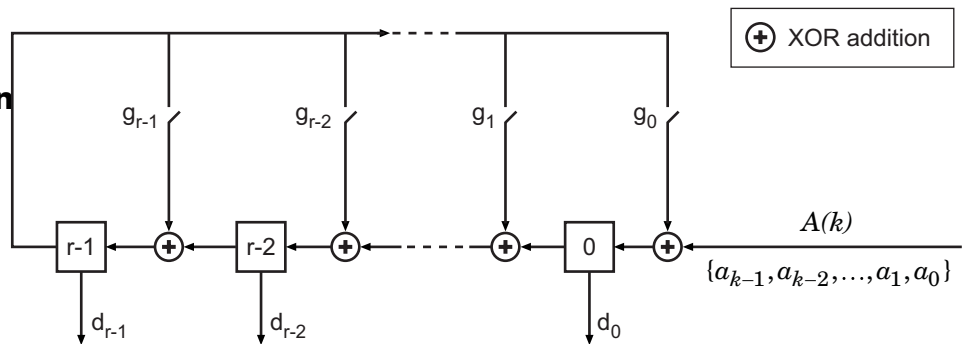 XOR addition
n
g_{r-1} g_{r-2} g_1 g_0
A(k)
r-1 r-2 0
{a_{k-1}, a_{k-2},...,a_1, a_0}
d_{r-1} d_{r-2} d_0